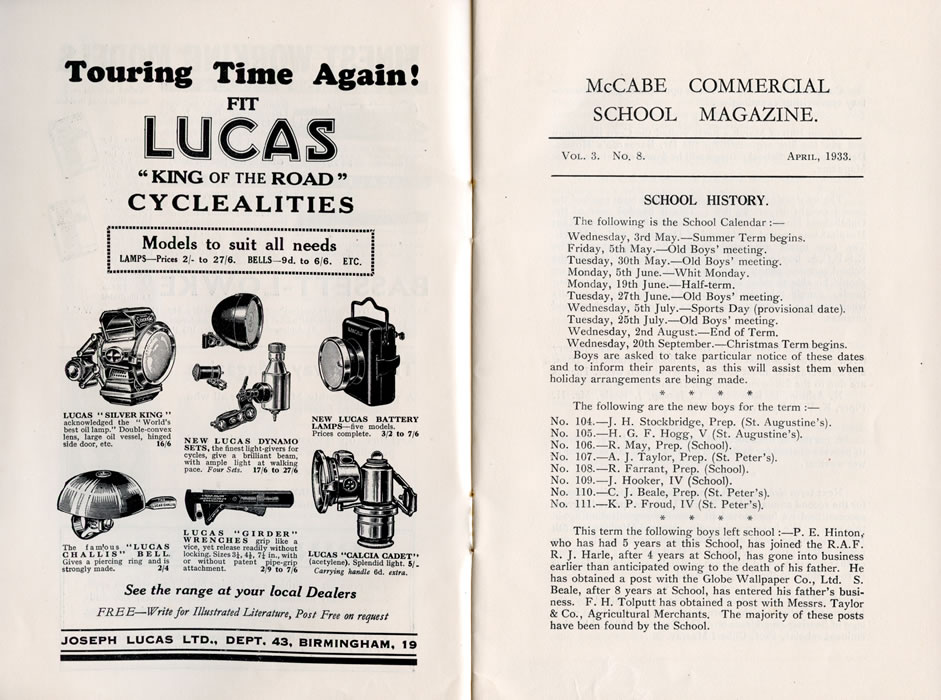 Touring Time Again!
FIT
LUCAS
"KING OF THE ROAD"
CYCLEALITIES
Models to suit all needs
LAMPS—Prices 2/- to 27/6. BELLS—9d. to 6/6. ETC.
LUCAS "SILVER KING"
acknowledged the "World's
best oil lamp." Double-convex
lens, large oil vessel, hinged
side door, etc. 16/6
NEW LUCAS DYNAMO
SETS, the finest light-givers for
cycles, give a brilliant beam,
with ample light at walking
pace. Four Sets. 17/6 to 27/6
NEW LUCAS BATTERY
LAMPS—five models.
Prices complete. 3/2 to 7/6
The famous "LUCAS
CHALLIS" BELL
Gives a piercing ring and is
strongly made. 2/4
LUCAS "GIRDER"
WRENCHES grip like a
vice, yet release readily without
locking. Sizes 3½, 4½, 7½ in., with
or without patent pipe-grip
attachment. 2/9 to 7/6
LUCAS "CALCIA CADET"
(acetylene). Splendid light. 5/-
Carrying handle 6d. extra.
See the range at your local Dealers
FREE—Write for Illustrated Literature, Post Free on request
JOSEPH LUCAS LTD., DEPT. 43, BIRMINGHAM, 19
McCABE COMMERCIAL
SCHOOL MAGAZINE.
VOL. 3. No. 8. APRIL, 1933.
SCHOOL HISTORY.
The following is the School Calendar :—
Wednesday, 3rd May.—Summer Term begins.
Friday, 5th May.—Old Boys' meeting.
Tuesday, 30th May.—Old Boys' meeting.
Monday, 5th June.—Whit Monday.
Monday, 19th June.—Half-term.
Tuesday, 27th June.—Old Boys' meeting.
Wednesday, 5th July.—Sports Day (provisional date).
Tuesday, 25th July.—Old Boys' meeting.
Wednesday, 2nd August.—End of Term.
Wednesday, 20th September.—Christmas Term begins.
Boys are asked to take particular notice of these dates
and to inform their parents, as this will assist them when
holiday arrangements are being made.
* * * *
The following are the new boys for the term :—
No. 104.—J. H. Stockbridge, Prep. (St. Augustine's).
No. 105.—H. G. F. Hogg, V (St. Augustine's).
No. 106.—R. May, Prep. (School).
No. 107.—A. J. Taylor, Prep. (St. Peter's).
No. 108.—R. Farrant, Prep. (School).
No. 109.—J. Hooker, IV (School).
No. 110.—C. J. Beale, Prep. (St. Peter's).
No. 111.—K. P. Froud, IV (St. Peter's).
* * * *
This term the following boys left school :—P. E. Hinton,
who has had 5 years at this School, has joined the R.A.F.
R. J. Harle, after 4 years at School, has gone into business
earlier than anticipated owing to the death of his father. He
has obtained a post with the Globe Wallpaper Co., Ltd. S.
Beale, after 8 years at School, has entered his father's busi-
ness. F. H. Tolputt has obtained a post with Messrs. Taylor
& Co., Agricultural Merchants. The majority of these posts
have been found by the School.